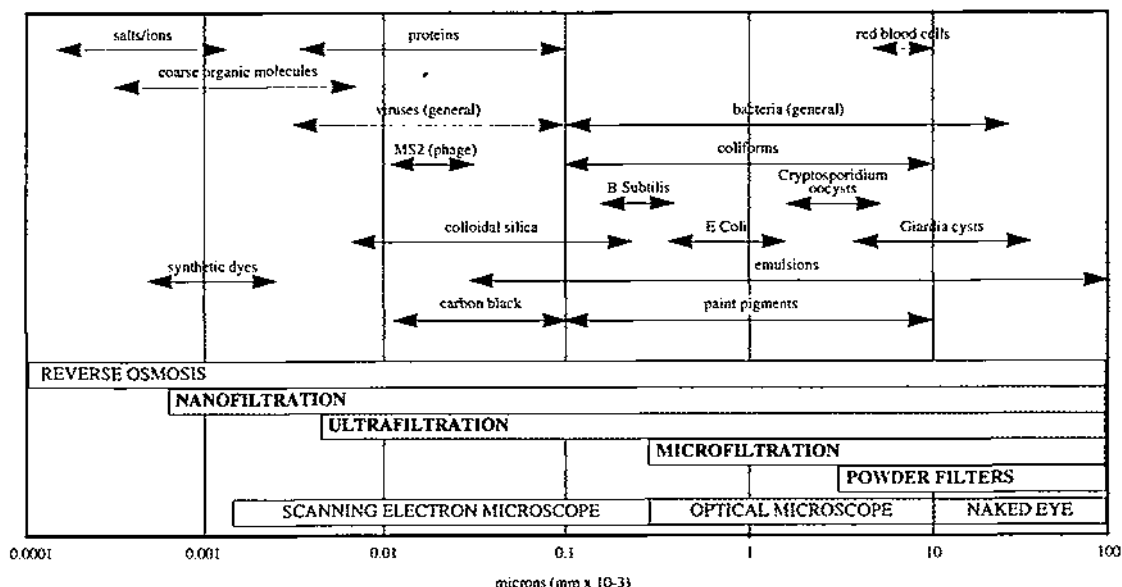 salts/ions
proteins
red blood cells
coarse organic molecules
viruses (general)
bacteria (general)
MS2 (phage)
coliforms
Cryptosporidium
oocysts
B Subtilis
colloidal silica
E Coli
Giardia cysts
synthetic dyes
emulsions
carbon black
paint pigments
REVERSE OSMOSIS
NANOFILTRATION
ULTRAFILTRATION
MICROFILTRATION
POWDER FILTERS
SCANNING ELECTRON MICROSCOPE
OPTICAL MICROSCOPE
NAKED EYE
0.0001
0.001
0.01
0.1
1
10
100
microns (mm x 10-3)